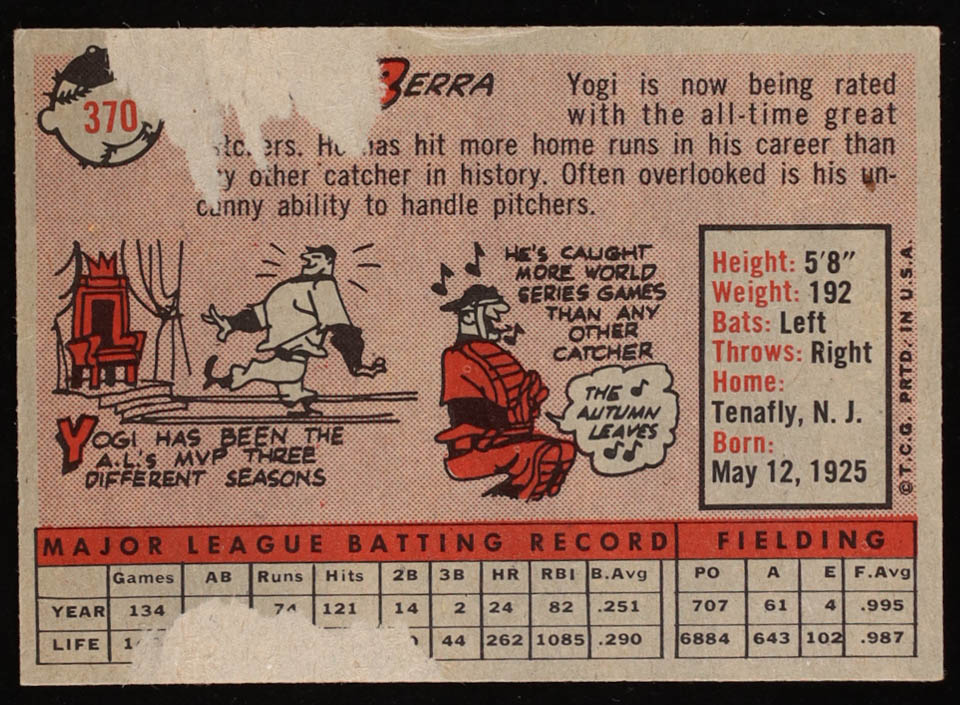 370
BERRA
Yogi is now being rated
with the all-time great
He has hit more home runs in his career than
other catcher in history. Often overlooked is his un-
canny ability to handle pitchers.
YOGI HAS BEEN THE
A.L.'s MVP THREE
DIFFERENT SEASONS
HE'S CAUGHT
MORE WORLD
SERIES GAMES
THAN ANY
OTHER
CATCHER
THE
AUTUMN
LEAVES
Height: 5'8"
Weight: 192
Bats: Left
Throws: Right
Home:
Tenafly, N. J.
Born:
May 12, 1925
© T.C.G. PRTD. IN U.S.A.
MAJOR LEAGUE BATTING RECORD FIELDING
Games AB Runs Hits 2B 3B HR RBI B.Avg PO A E F.Avg
YEAR 134 74 121 14 2 24 82 .251 707 61 4 .995
LIFE 44 262 1085 .290 6884 643 102 .987